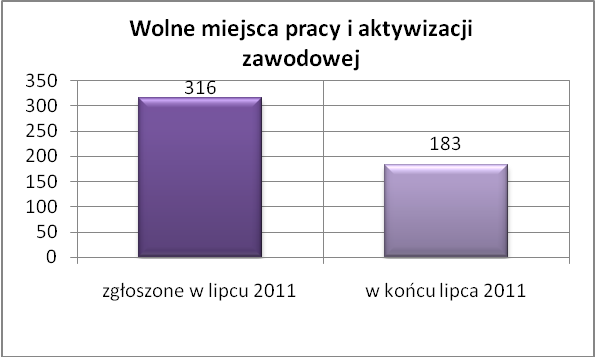 Wolne miejsca pracy i aktywizacji
zawodowej
350
300
250
200
150
100
50
0
316
183
zgłoszone w lipcu 2011
w końcu lipca 2011